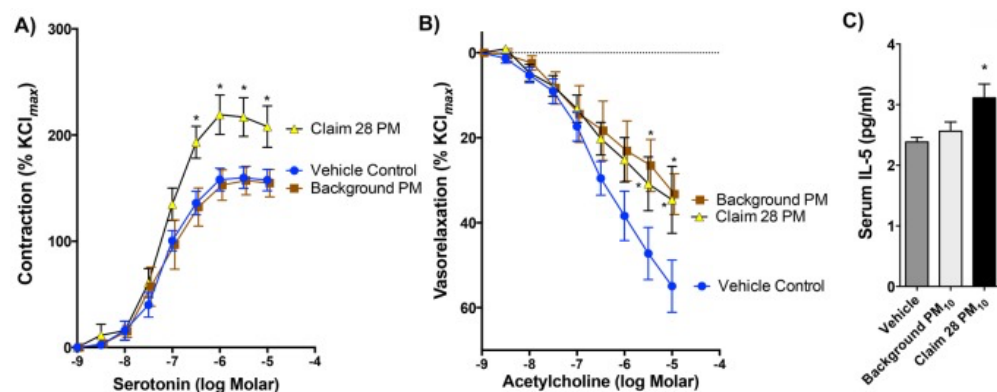 A)
Contraction (% KClmax)
300
200
100
0
-9
-8
-7
-6
-5
-4
Serotonin (log Molar)
* * * *
Claim 28 PM
Vehicle Control
Background PM
B)
Vasorelaxation (% KClmax)
0
20
40
60
-9
-8
-7
-6
-5
-4
Acetylcholine (log Molar)
* * * *
Background PM
Claim 28 PM
Vehicle Control
C)
Serum IL-5 (pg/ml)
4
3
2
1
0
*
Vehicle
Background PM10
Claim 28 PM10